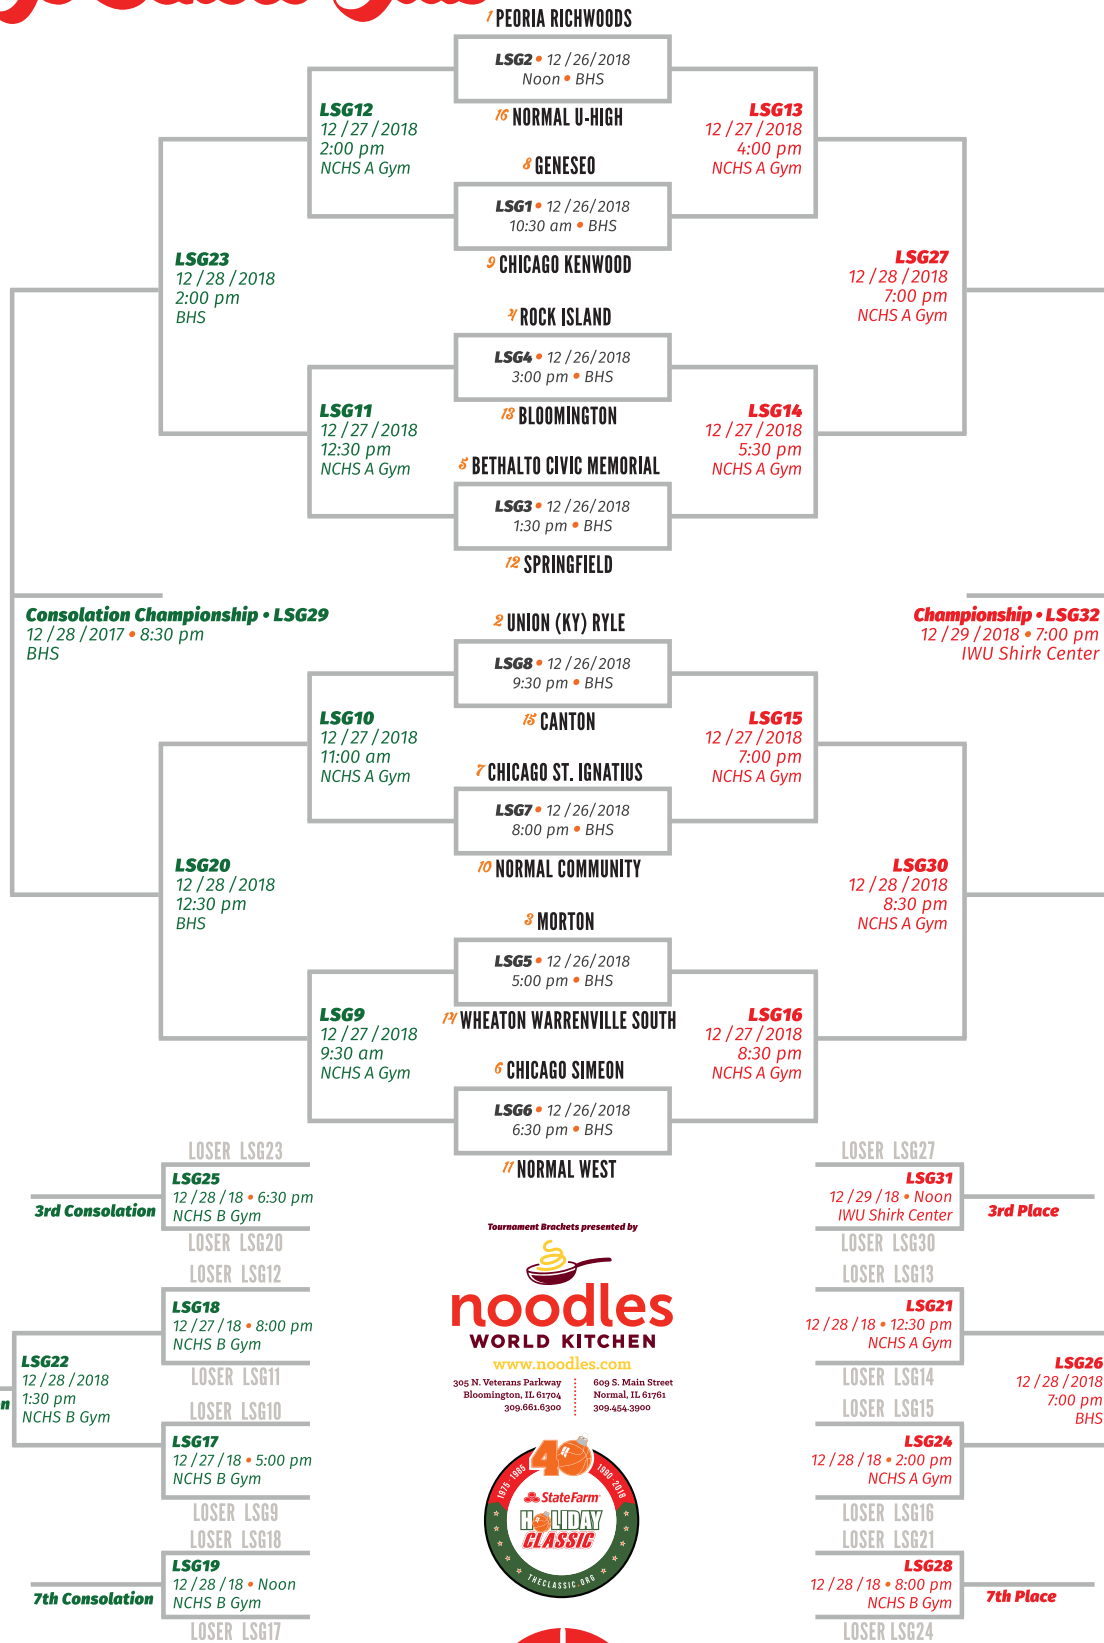 1 PEORIA RICHWOODS
LSG2 • 12/26/2018
Noon • BHS
16 NORMAL U-HIGH
8 GENESEO
LSG1 • 12/26/2018
10:30 am • BHS
9 CHICAGO KENWOOD
4 ROCK ISLAND
LSG4 • 12/26/2018
3:00 pm • BHS
13 BLOOMINGTON
5 BETHALTO CIVIC MEMORIAL
LSG3 • 12/26/2018
1:30 pm • BHS
12 SPRINGFIELD
2 UNION (KY) RYLE
LSG8 • 12/26/2018
9:30 pm • BHS
15 CANTON
7 CHICAGO ST. IGNATIUS
LSG7 • 12/26/2018
8:00 pm • BHS
10 NORMAL COMMUNITY
3 MORTON
LSG5 • 12/26/2018
5:00 pm • BHS
14 WHEATON WARRENVILLE SOUTH
6 CHICAGO SIMEON
LSG6 • 12/26/2018
6:30 pm • BHS
11 NORMAL WEST
LSG12
12/27/2018
2:00 pm
NCHS A Gym
LSG23
12/28/2018
2:00 pm
BHS
LSG11
12/27/2018
12:30 pm
NCHS A Gym
Consolation Championship • LSG29
12/28/2017 • 8:30 pm
BHS
LSG10
12/27/2018
11:00 am
NCHS A Gym
LSG20
12/28/2018
12:30 pm
BHS
LSG9
12/27/2018
9:30 am
NCHS A Gym
LSG13
12/27/2018
4:00 pm
NCHS A Gym
LSG27
12/28/2018
7:00 pm
NCHS A Gym
LSG14
12/27/2018
5:30 pm
NCHS A Gym
Championship • LSG32
12/29/2018 • 7:00 pm
IWU Shirk Center
LSG15
12/27/2018
7:00 pm
NCHS A Gym
LSG30
12/28/2018
8:30 pm
NCHS A Gym
LSG16
12/27/2018
8:30 pm
NCHS A Gym
LOSER LSG23
LSG25
12/28/18 • 6:30 pm
NCHS B Gym
3rd Consolation
LOSER LSG20
LOSER LSG12
LSG18
12/27/18 • 8:00 pm
NCHS B Gym
LOSER LSG11
LSG22
12/28/2018
1:30 pm
NCHS B Gym
n
LOSER LSG10
LSG17
12/27/18 • 5:00 pm
NCHS B Gym
LOSER LSG9
LOSER LSG18
LSG19
12/28/18 • Noon
NCHS B Gym
7th Consolation
LOSER LSG17
Tournament Brackets presented by
noodles
WORLD KITCHEN
www.noodles.com
305 N. Veterans Parkway
Bloomington, IL 61704
309.661.6300
609 S. Main Street
Normal, IL 61761
309.454.3900
40
1975-1985
1990-2018
State Farm
HOLIDAY
CLASSIC
THECLASSIC.ORG
LOSER LSG27
LSG31
12/29/18 • Noon
IWU Shirk Center
3rd Place
LOSER LSG30
LOSER LSG13
LSG21
12/28/18 • 12:30 pm
NCHS A Gym
LOSER LSG14
LSG26
12/28/2018
7:00 pm
BHS
LOSER LSG15
LSG24
12/28/18 • 2:00 pm
NCHS A Gym
LOSER LSG16
LOSER LSG21
LSG28
12/28/18 • 8:00 pm
NCHS B Gym
7th Place
LOSER LSG24